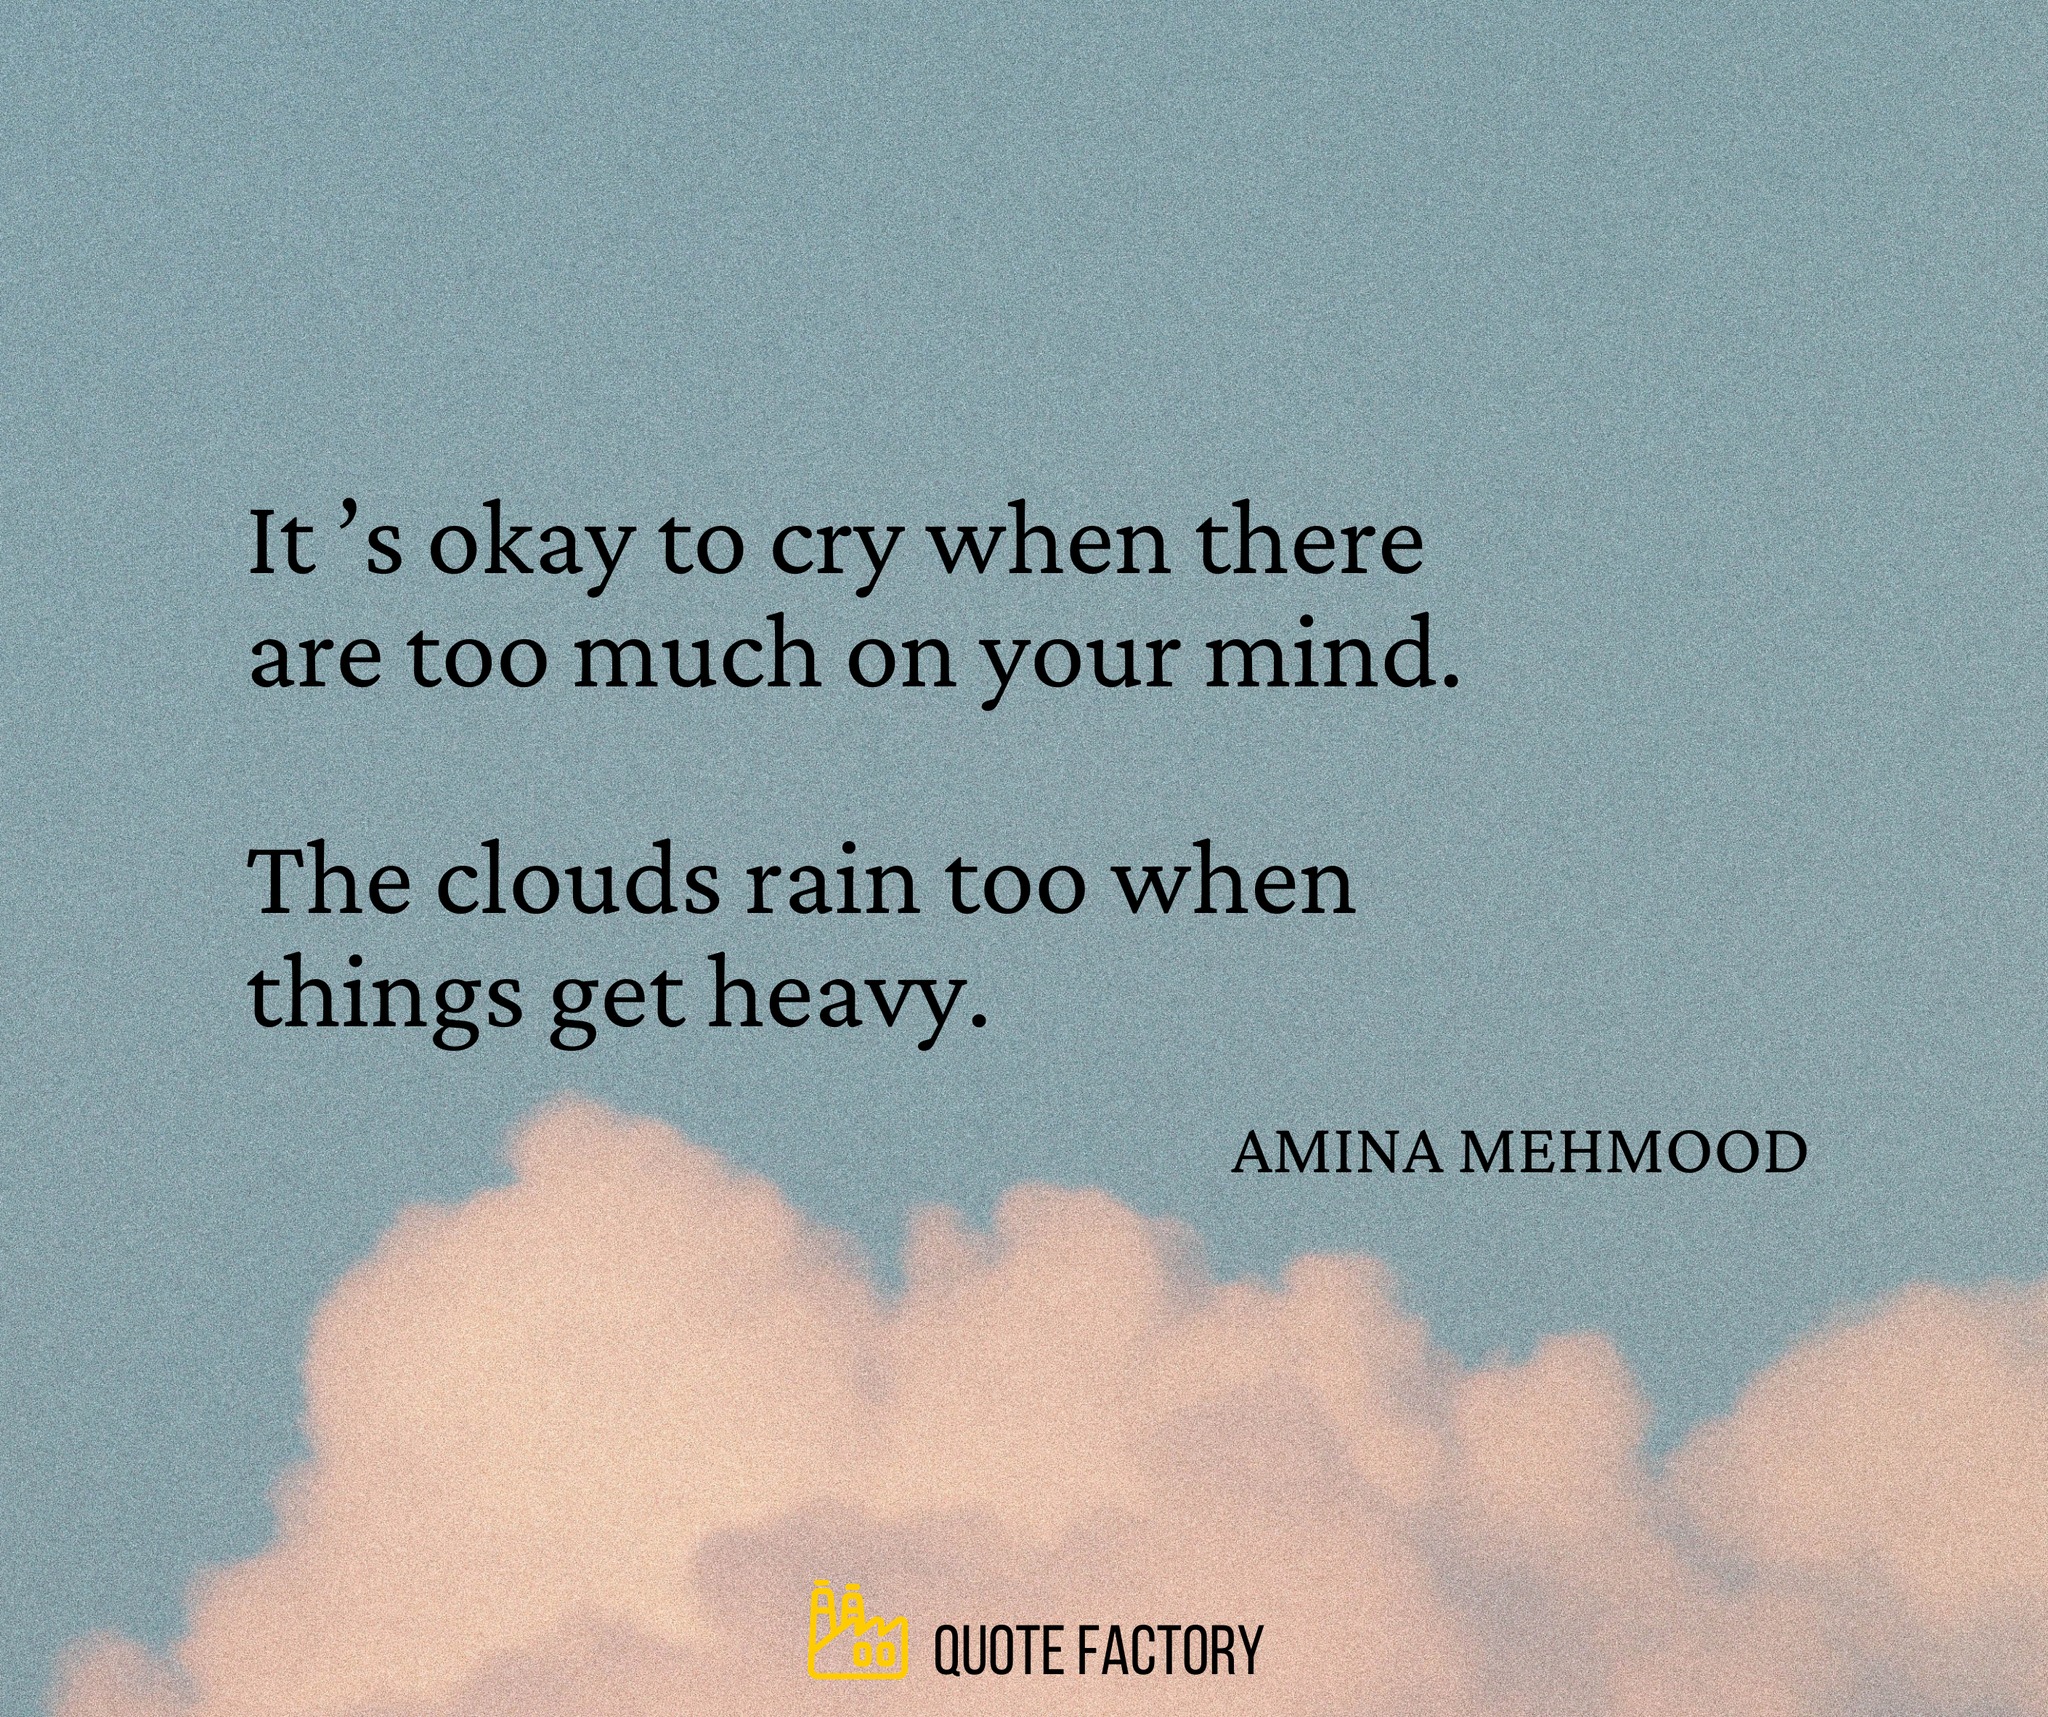 It ’s okay to cry when there
are too much on your mind.
The clouds rain too when
things get heavy.
AMINA MEHMOOD
QUOTE FACTORY